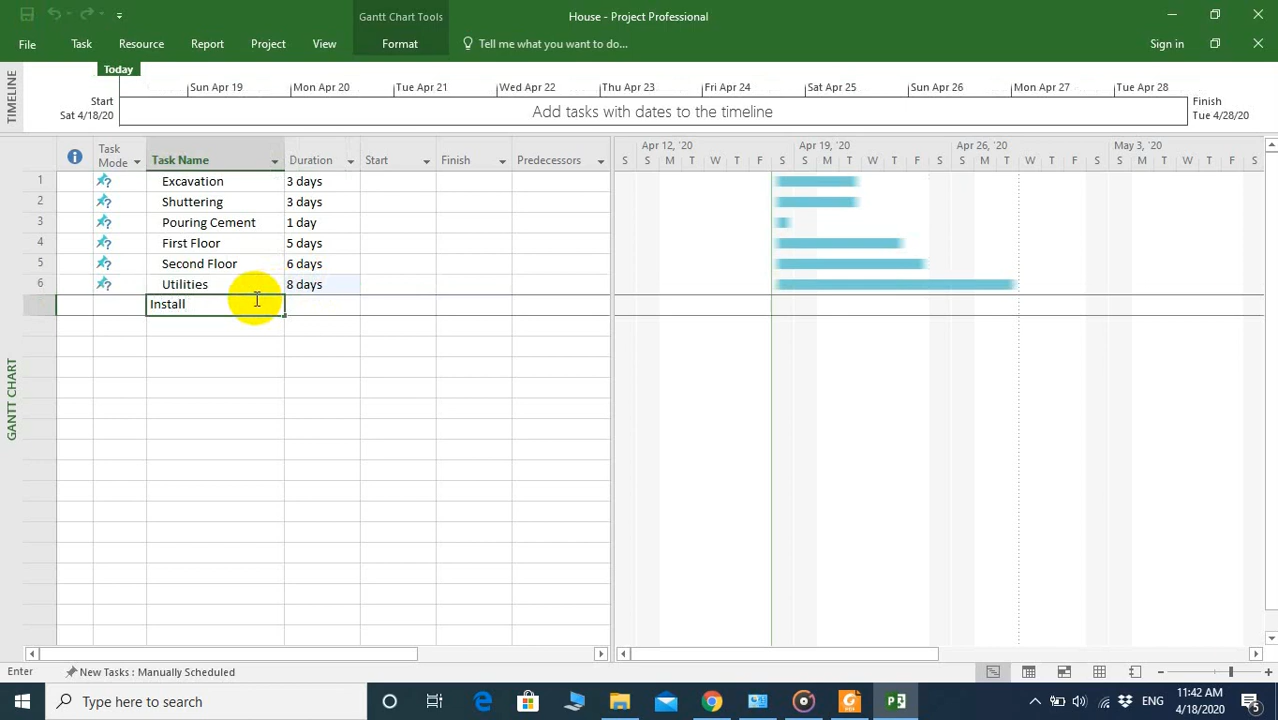 Gantt Chart Tools
House - Project Professional
File
Task
Resource
Report
Project
View
Format
Tell me what you want to do...
Sign in
TIMELINE
Today
Sun Apr 19
Mon Apr 20
Tue Apr 21
Wed Apr 22
Thu Apr 23
Fri Apr 24
Sat Apr 25
Sun Apr 26
Mon Apr 27
Tue Apr 28
Start
Sat 4/18/20
Add tasks with dates to the timeline
Finish
Tue 4/28/20
GANTT CHART
Task Mode
Task Name
Duration
Start
Finish
Predecessors
Apr 12, '20
Apr 19, '20
Apr 26, '20
May 3, '20
S S M T W T F S S M T W T F S S M T W T F S S M T W T F S
1 Excavation 3 days
2 Shuttering 3 days
3 Pouring Cement 1 day
4 First Floor 5 days
5 Second Floor 6 days
6 Utilities 8 days
Install
Enter
New Tasks : Manually Scheduled
Type here to search
ENG
11:42 AM
4/18/2020
5